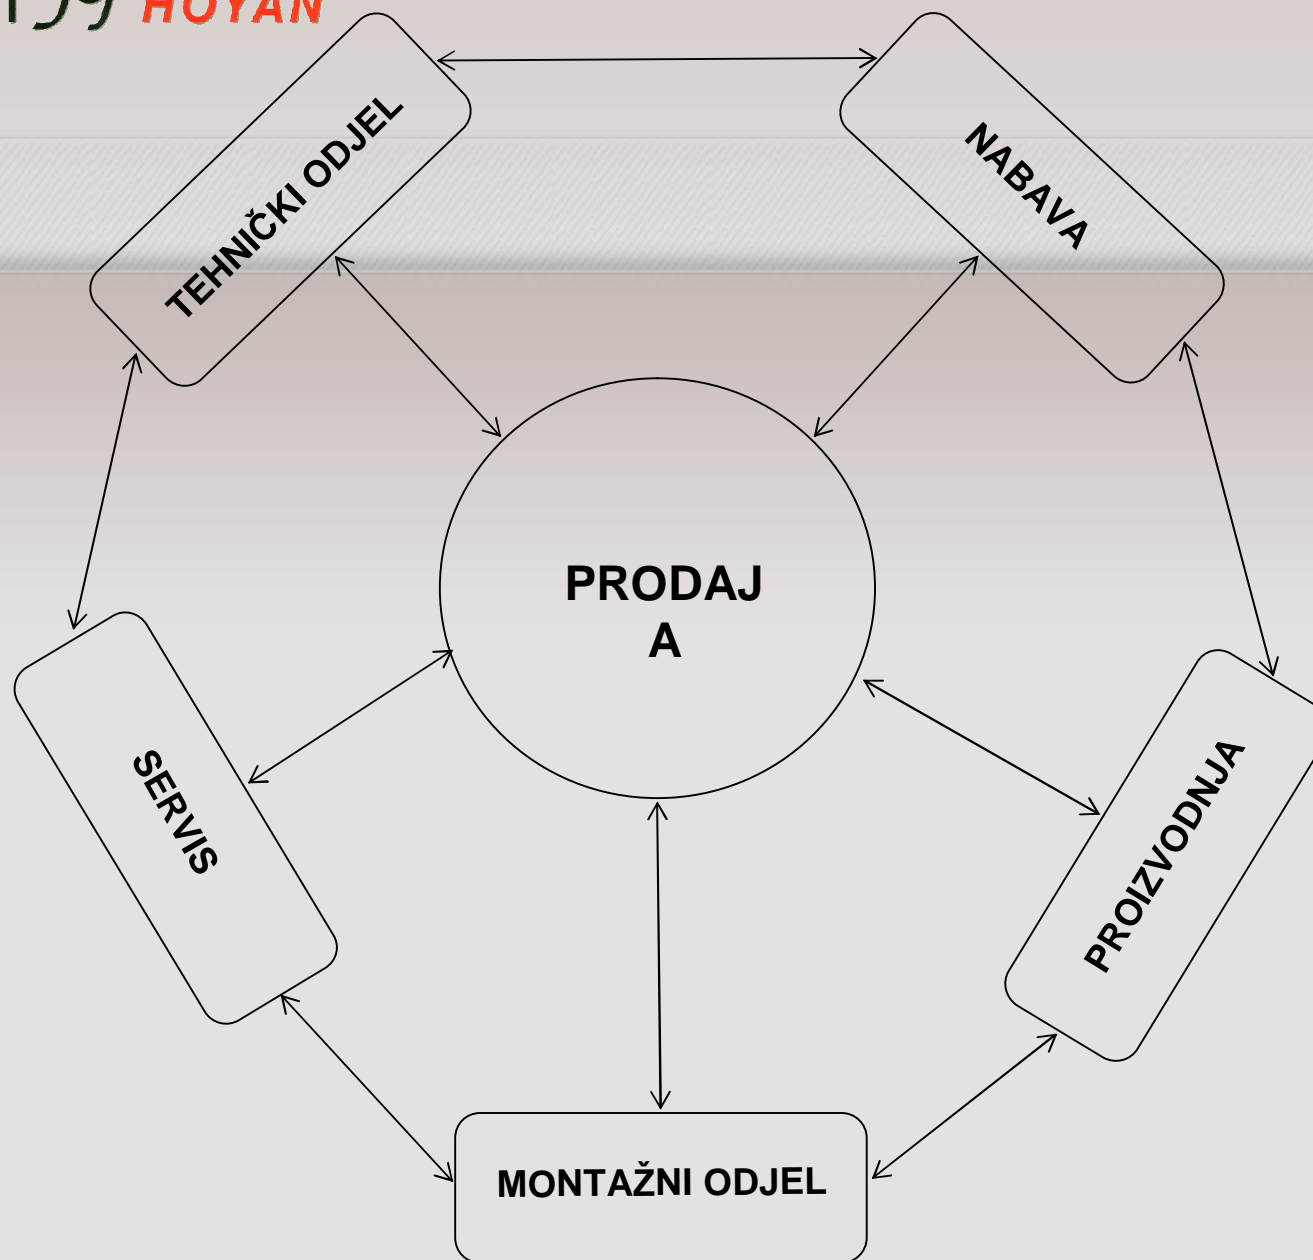 HOYAN
TEHNIČKI ODJEL
NABAVA
PRODAJ
A
SERVIS
PROIZVODNJA
MONTAŽNI ODJEL